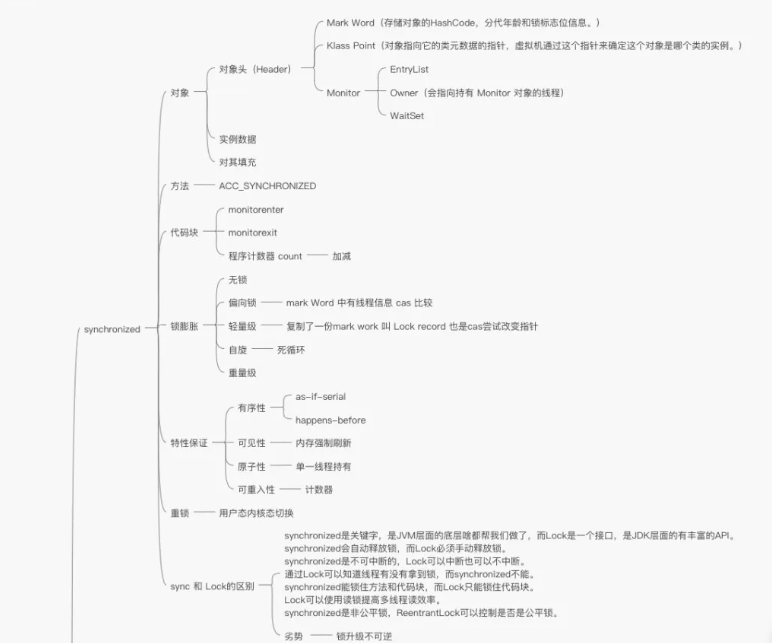 Mark Word（存储对象的HashCode，分代年龄和锁标志位信息。）
对象头（Header）
Klass Point（对象指向它的类元数据的指针，虚拟机通过这个指针来确定这个对象是哪个类的实例。）
Monitor
EntryList
Owner（会指向持有 Monitor 对象的线程）
WaitSet
对象
实例数据
对其填充
方法
ACC_SYNCHRONIZED
代码块
monitorenter
monitorexit
程序计数器 count
加减
synchronized
锁膨胀
无锁
偏向锁
mark Word 中有线程信息 cas 比较
轻量级
复制了一份mark work 叫 Lock record 也是cas尝试改变指针
自旋
死循环
重量级
特性保证
有序性
as-if-serial
happens-before
可见性
内存强制刷新
原子性
单一线程持有
可重入性
计数器
重锁
用户态内核态切换
sync 和 Lock的区别
synchronized是关键字，是JVM层面的底层啥都帮我们做了，而Lock是一个接口，是JDK层面的有丰富的API。
synchronized会自动释放锁，而Lock必须手动释放锁。
synchronized是不可中断的，Lock可以中断也可以不中断。
通过Lock可以知道线程有没有拿到锁，而synchronized不能。
synchronized能锁住方法和代码块，而Lock只能锁住代码块。
Lock可以使用读锁提高多线程读效率。
synchronized是非公平锁，ReentrantLock可以控制是否是公平锁。
劣势
锁升级不可逆